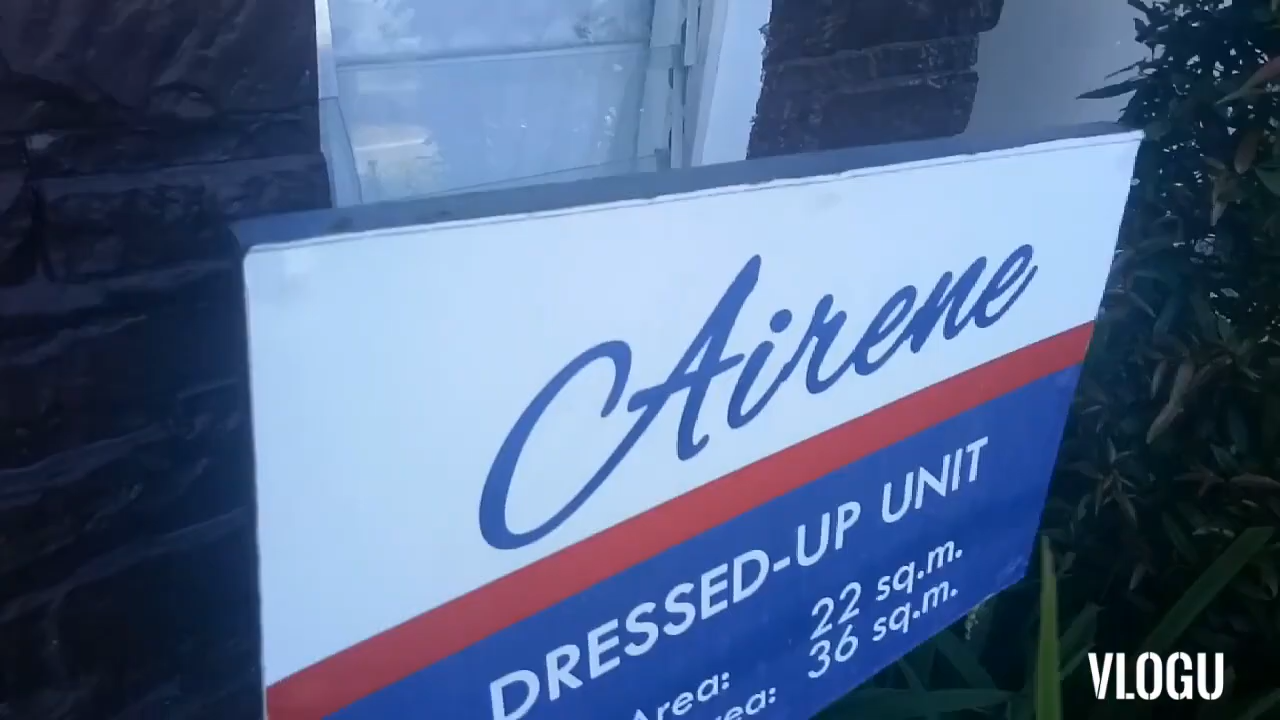 Airene
DRESSED-UP UNIT
Area: 22 sq.m.
36 sq.m.
VLOGU